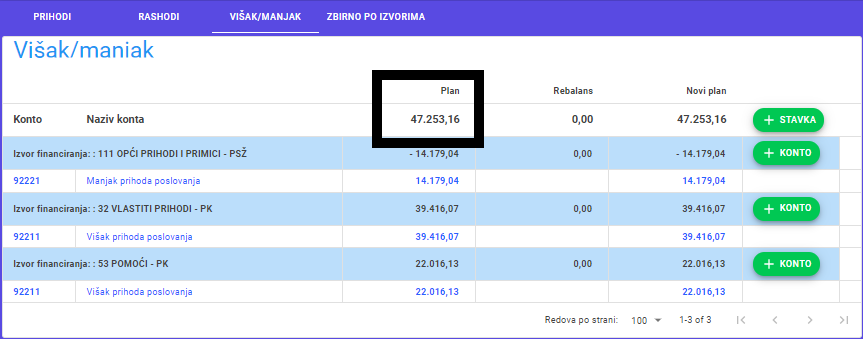 PRIHODI RASHODI VIŠAK/MANJAK ZBIRNO PO IZVORIMA
Višak/manjak
Plan Rebalans Novi plan
Konto Naziv konta 47.253,16 0,00 47.253,16 + STAVKA
Izvor financiranja: : 111 OPĆI PRIHODI I PRIMICI - PSŽ - 14.179,04 0,00 - 14.179,04 + KONTO
92221 Manjak prihoda poslovanja 14.179,04 14.179,04
Izvor financiranja: : 32 VLASTITI PRIHODI - PK 39.416,07 0,00 39.416,07 + KONTO
92211 Višak prihoda poslovanja 39.416,07 39.416,07
Izvor financiranja: : 53 POMOĆI - PK 22.016,13 0,00 22.016,13 + KONTO
92211 Višak prihoda poslovanja 22.016,13 22.016,13
Redova po strani: 100 1-3 of 3